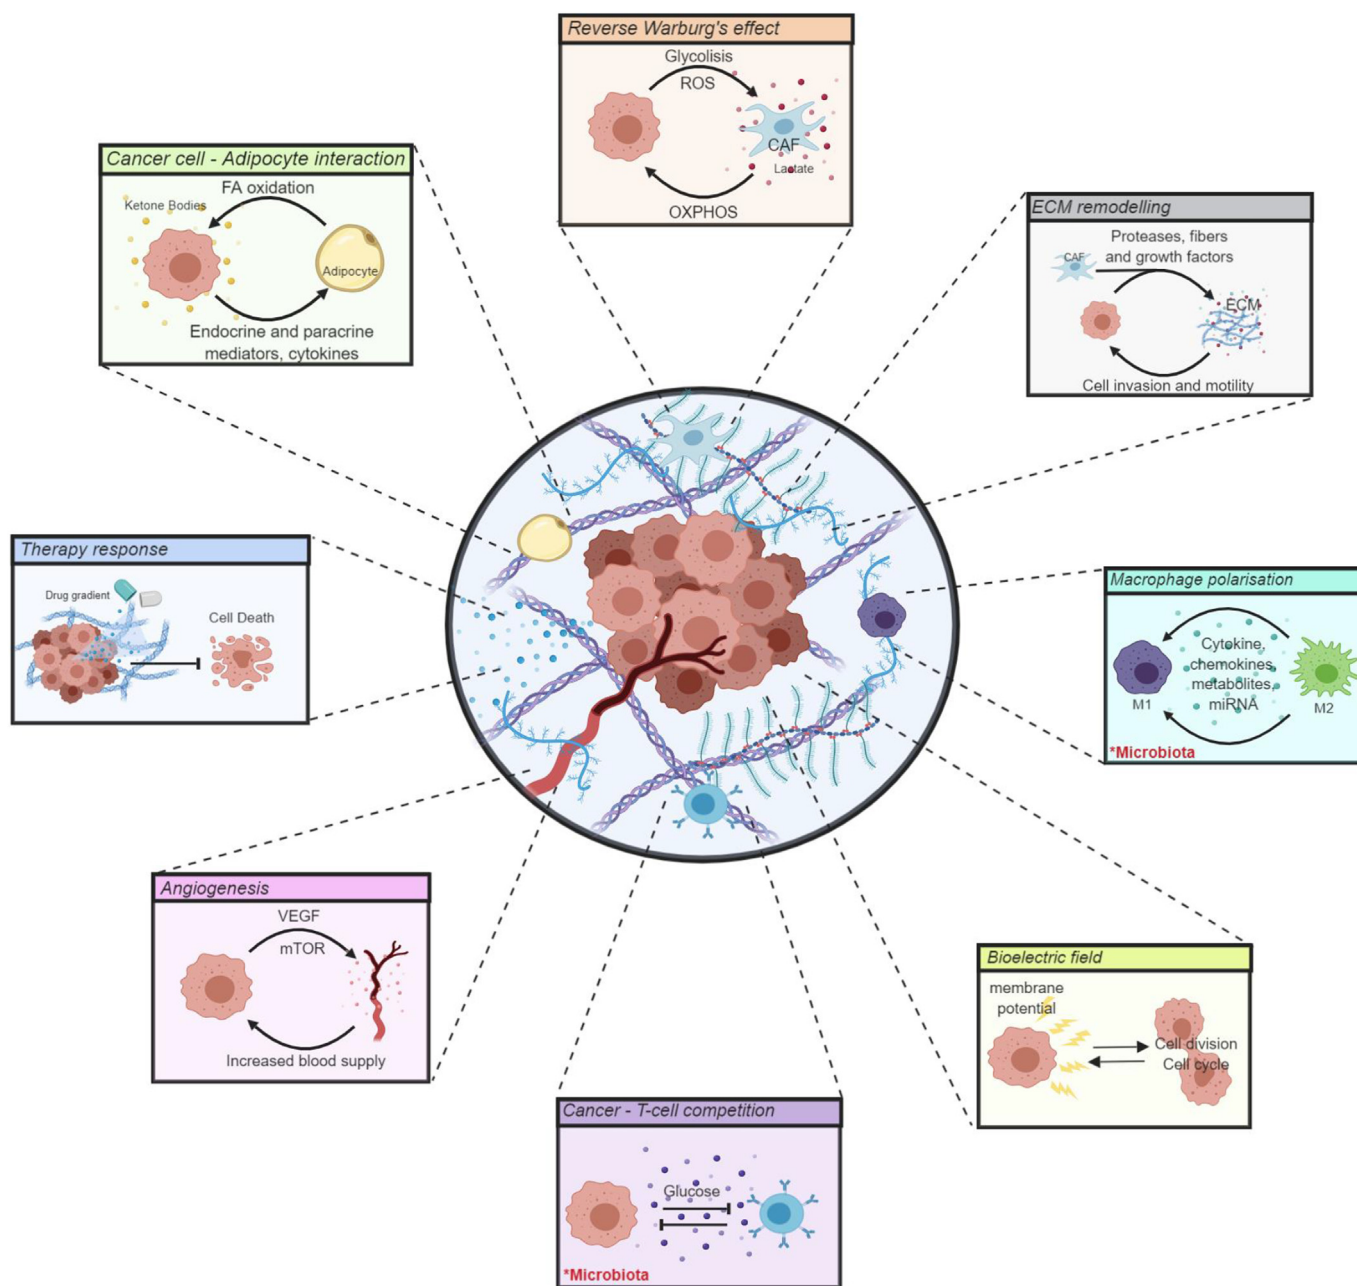 Reverse Warburg's effect
Glycolisis
ROS
CAF
Lactate
OXPHOS
Cancer cell - Adipocyte interaction
FA oxidation
Ketone Bodies
Adipocyte
Endocrine and paracrine
mediators, cytokines
ECM remodelling
Proteases, fibers
and growth factors
CAF
ECM
Cell invasion and motility
Therapy response
Drug gradient
Cell Death
Macrophage polarisation
Cytekine,
chemokines,
metabolites,
miRNA
M1
M2
*Microbiota
Angiogenesis
VEGF
mTOR
Increased blood supply
Bioelectric field
membrane
potential
Cell division
Cell cycle
Cancer - T-cell competition
Glucose
*Microbiota